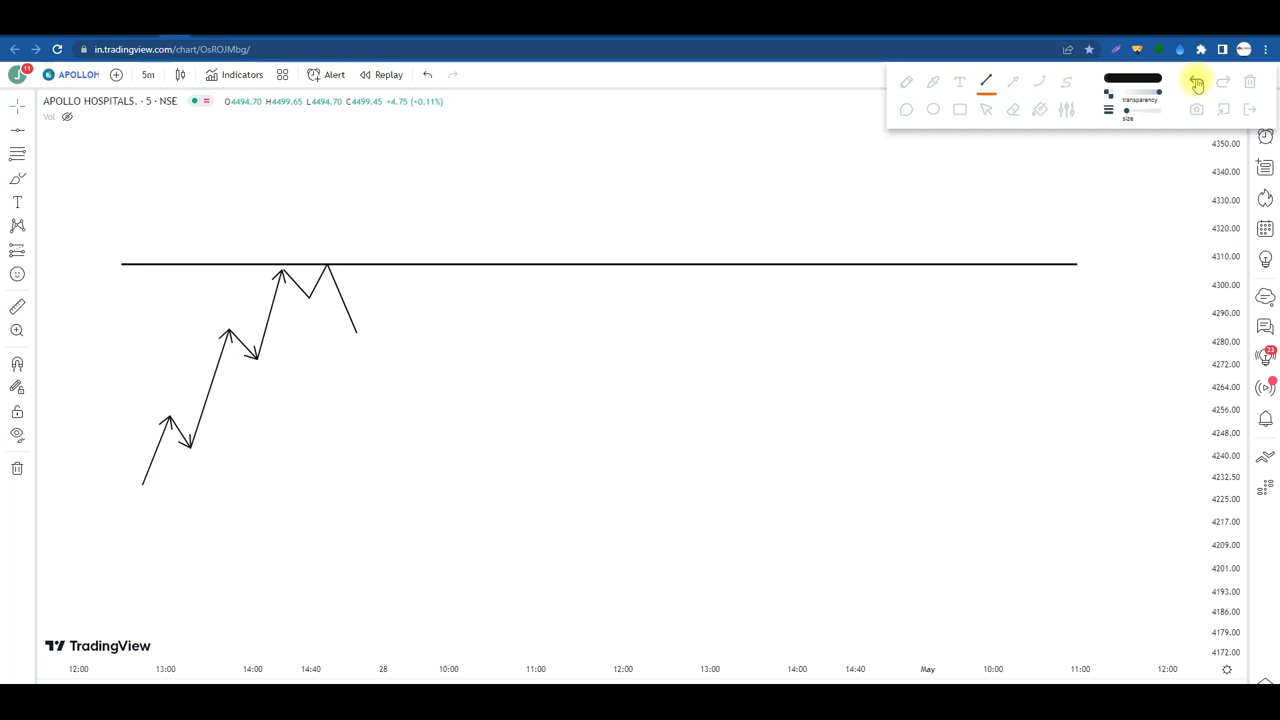 in.tradingview.com/chart/OsROJMbg/
J 11 APOLLOH 5m Indicators Alert Replay
APOLLO HOSPITALS. · 5 · NSE O4494.70 H4499.65 L4494.70 C4499.45 +4.75 (+0.11%)
Vol
transparency
size
4350.00
4340.00
4330.00
4320.00
4310.00
4300.00
4290.00
4280.00
4272.00
4264.00
4256.00
4248.00
4240.00
4232.50
4225.00
4217.00
4209.00
4201.00
4193.00
4186.00
4179.00
4172.00
23
TradingView
12:00 13:00 14:00 14:40 28 10:00 11:00 12:00 13:00 14:00 14:40 May 10:00 11:00 12:00